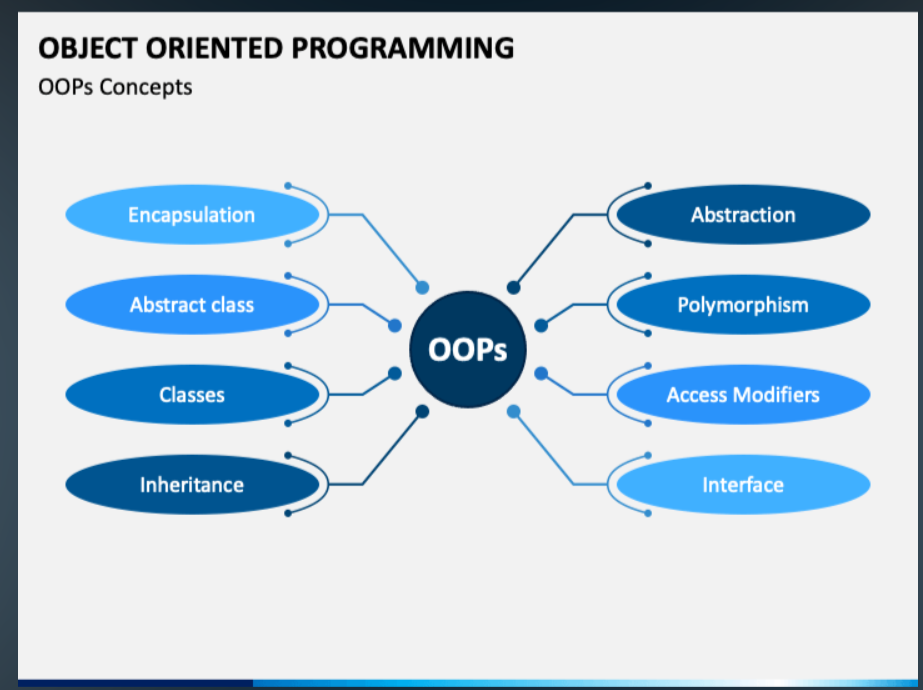 OBJECT ORIENTED PROGRAMMING
OOPs Concepts
Encapsulation
Abstract class
Classes
Inheritance
OOPs
Abstraction
Polymorphism
Access Modifiers
Interface